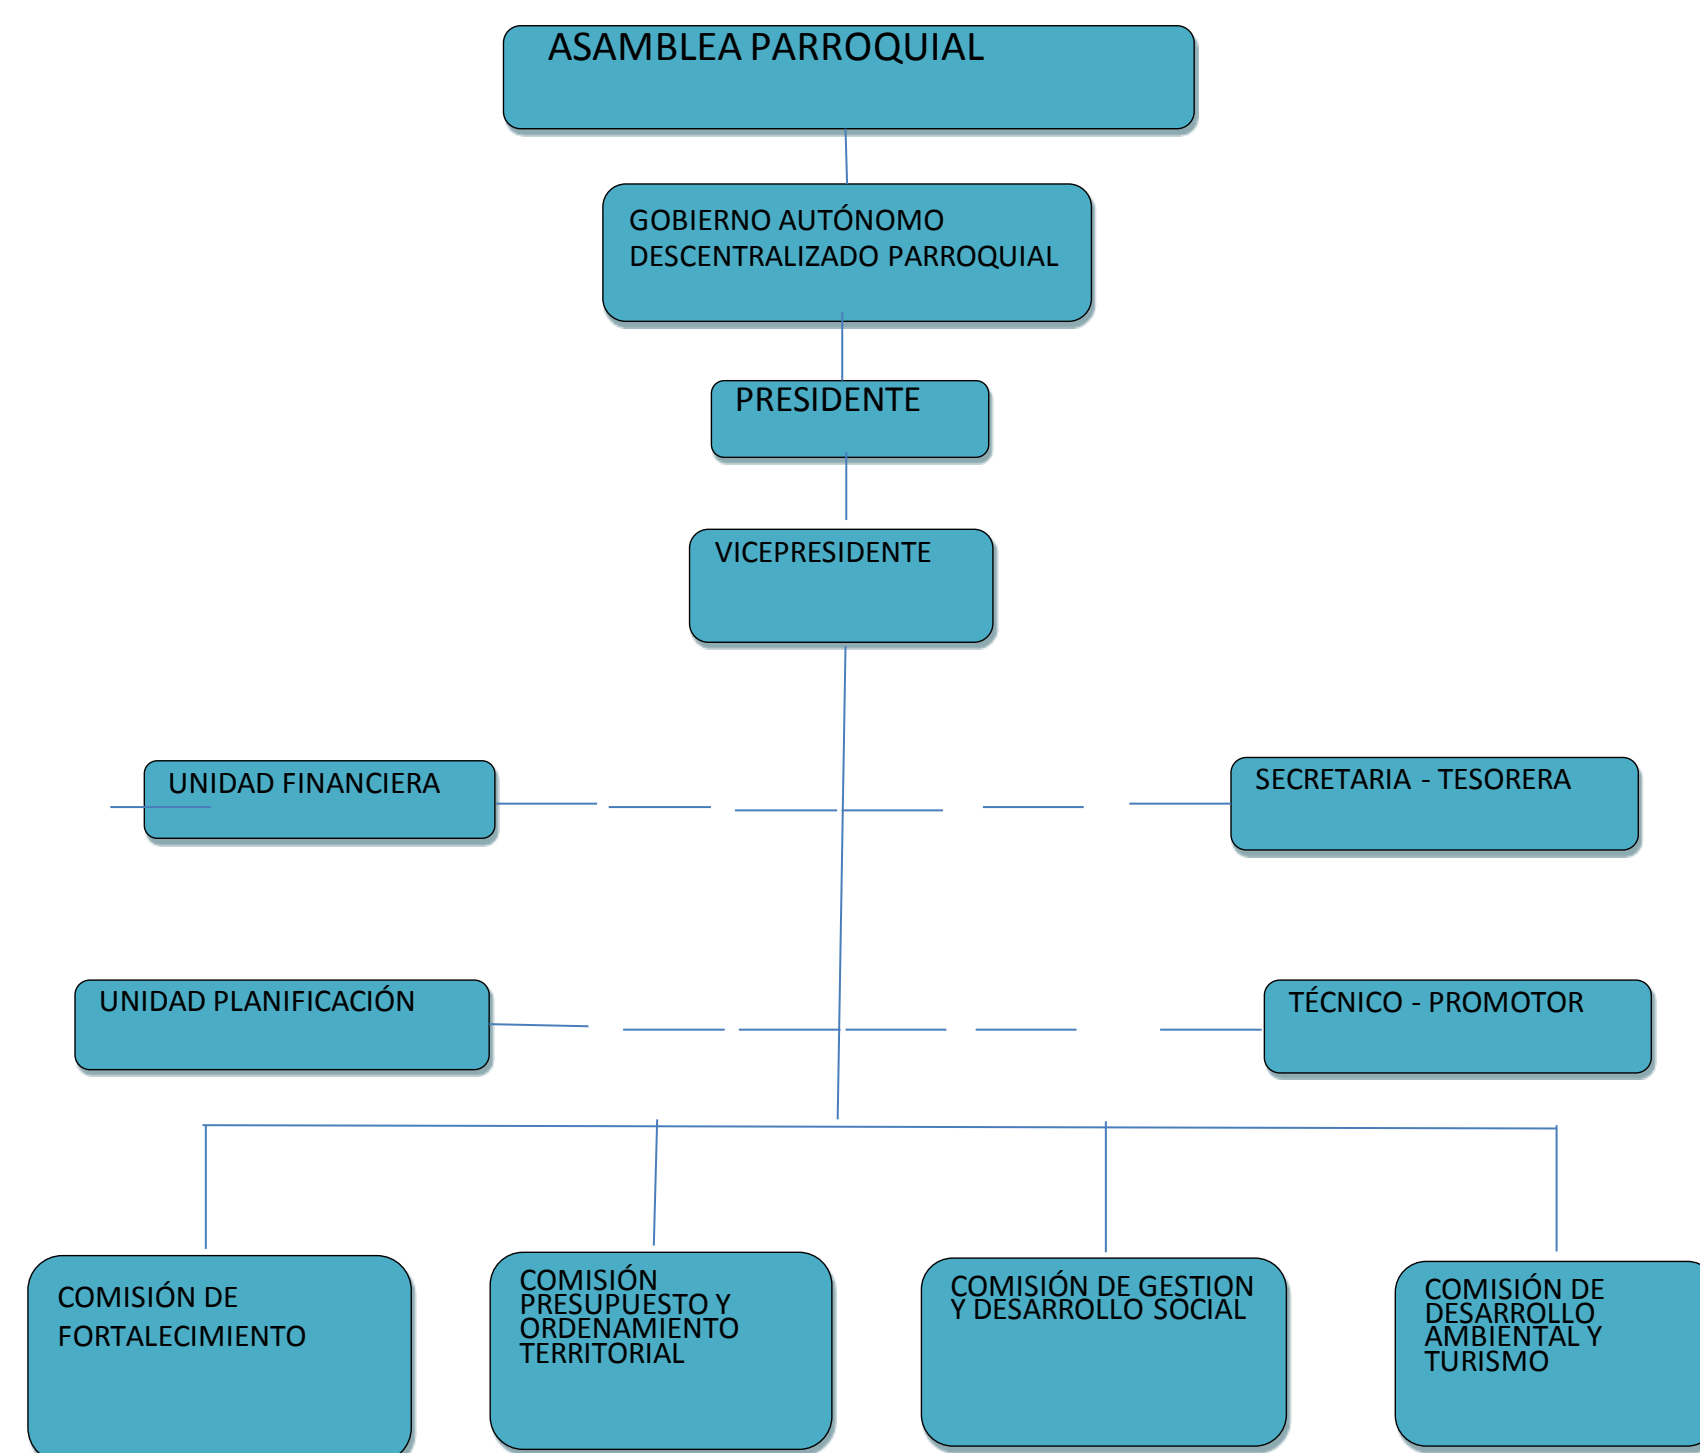 ASAMBLEA PARROQUIAL
GOBIERNO AUTÓNOMO
DESCENTRALIZADO PARROQUIAL
PRESIDENTE
VICEPRESIDENTE
UNIDAD FINANCIERA
SECRETARIA - TESORERA
UNIDAD PLANIFICACIÓN
TÉCNICO - PROMOTOR
COMISIÓN DE
FORTALECIMIENTO
COMISIÓN
PRESUPUESTO Y
ORDENAMIENTO
TERRITORIAL
COMISIÓN DE GESTION
Y DESARROLLO SOCIAL
COMISIÓN DE
DESARROLLO
AMBIENTAL Y
TURISMO